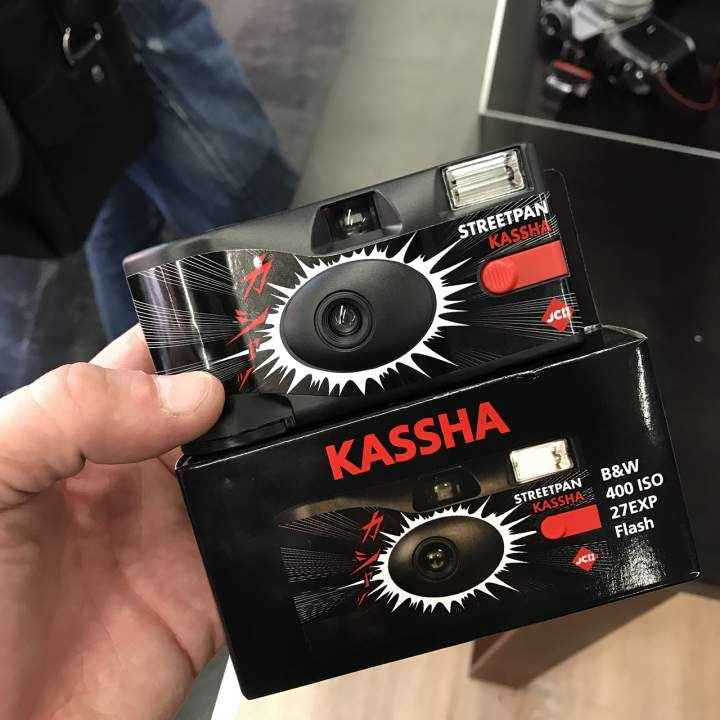 STREETPAN
KASSHA
カシャッ
JCH
KASSHA
STREETPAN
KASSHA
カシャッ
JCH
B&W
400 ISO
27EXP
Flash